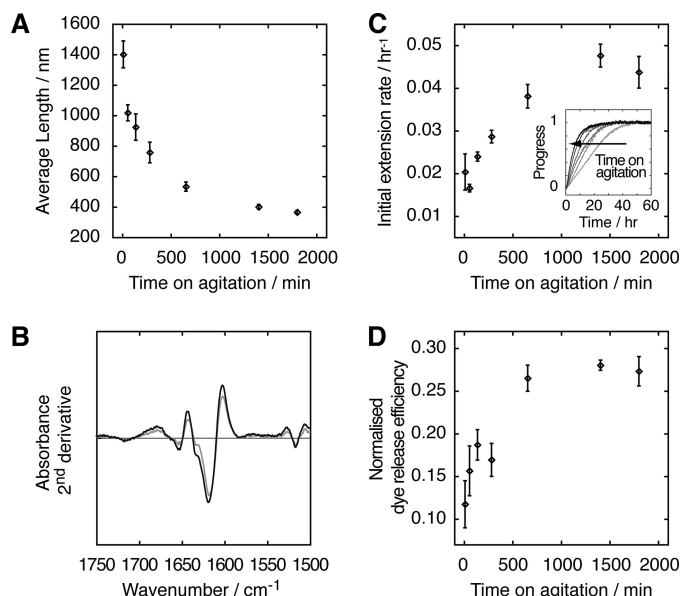 A
1600
1400
1200
1000
800
600
400
200
Average Length / nm
0 500 1000 1500 2000
Time on agitation / min
C
0.05
0.04
0.03
0.02
0.01
Initial extension rate / hr-1
0 500 1000 1500 2000
Time on agitation / min
Progress
1
0
Time on
agitation
0 20 40 60
Time / hr
B
Absorbance
2nd derivative
1750 1700 1650 1600 1550 1500
Wavenumber / cm-1
D
0.30
0.25
0.20
0.15
0.10
Normalised
dye release efficiency
0 500 1000 1500 2000
Time on agitation / min